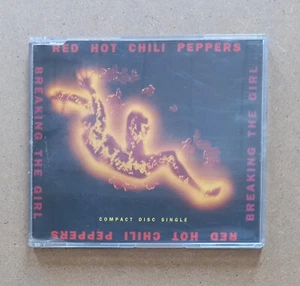 RED HOT CHILI PEPPERS
BREAKING THE GIRL
BREAKING THE GIRL
COMPACT DISC SINGLE
RED HOT CHILI PEPPERS